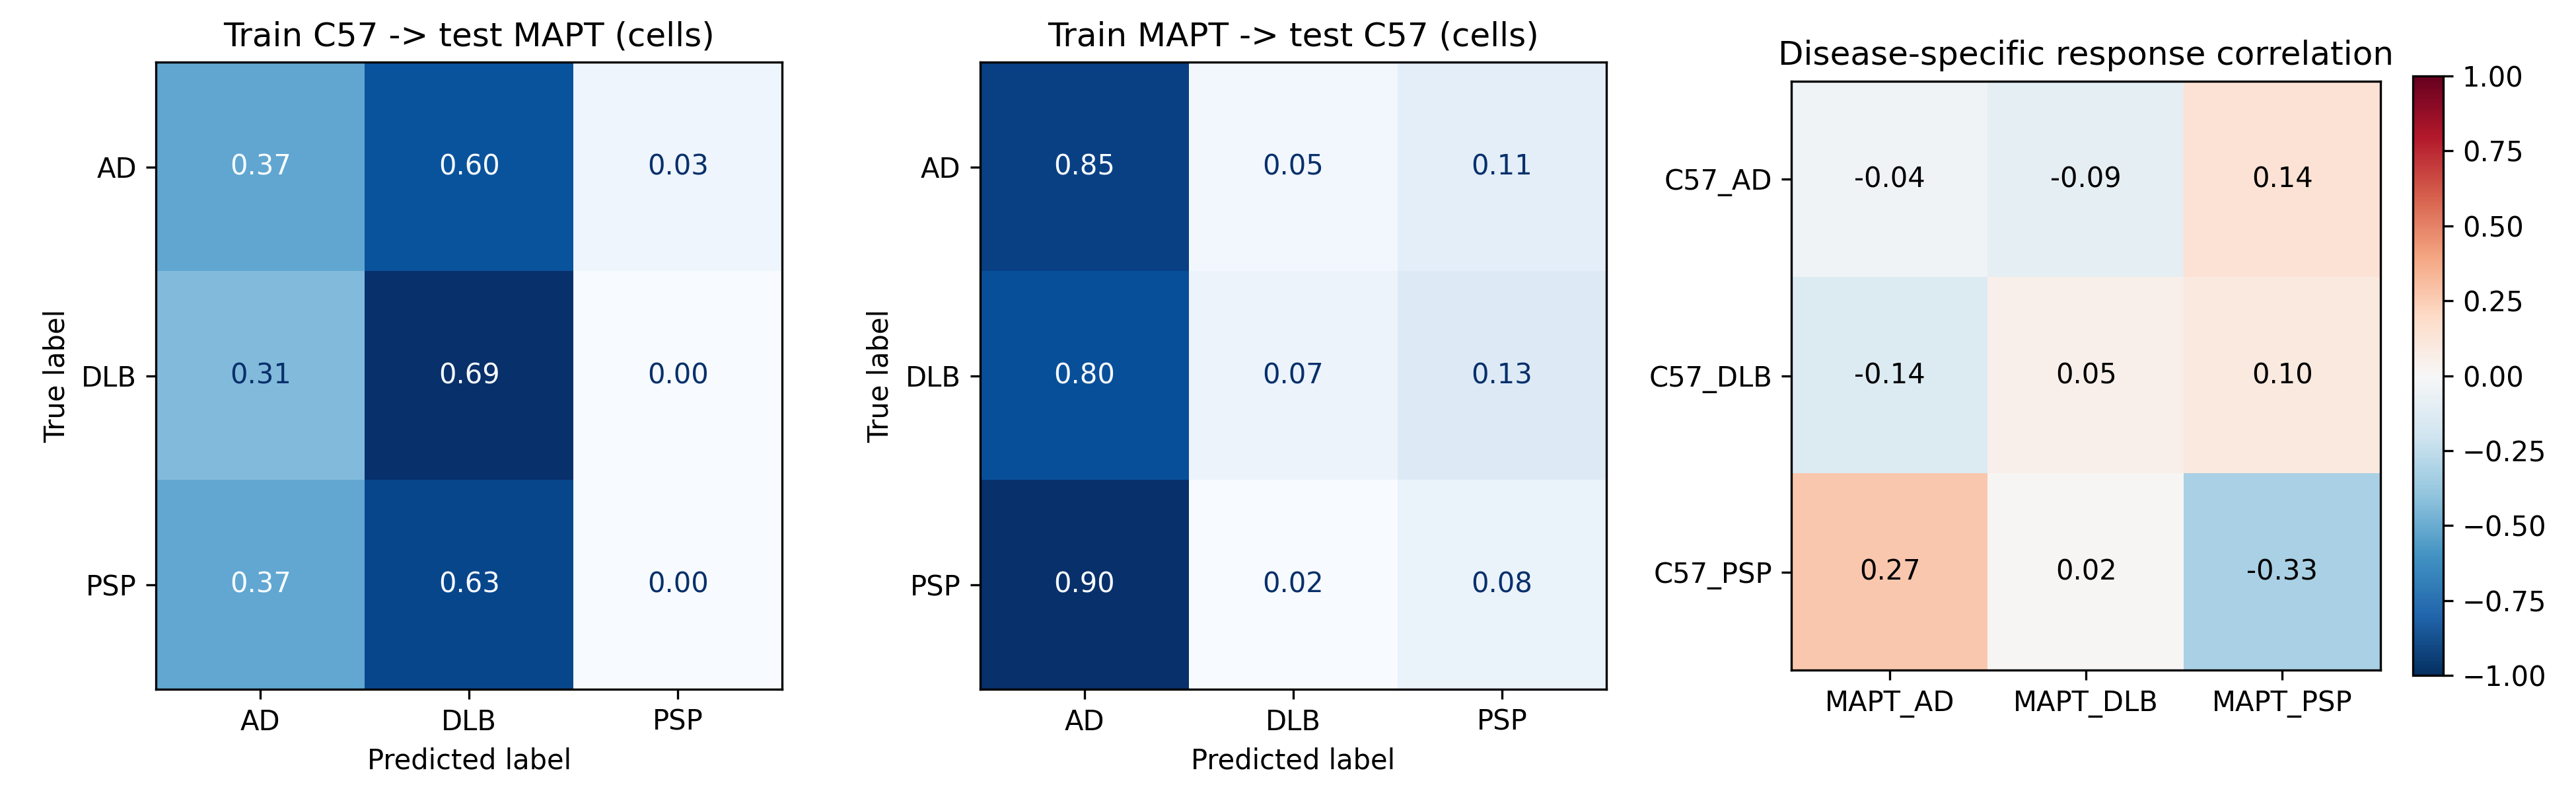 Train C57 -> test MAPT (cells)
True label
AD 0.37 0.60 0.03
DLB 0.31 0.69 0.00
PSP 0.37 0.63 0.00
AD DLB PSP
Predicted label
Train MAPT -> test C57 (cells)
True label
AD 0.85 0.05 0.11
DLB 0.80 0.07 0.13
PSP 0.90 0.02 0.08
AD DLB PSP
Predicted label
Disease-specific response correlation
C57_AD -0.04 -0.09 0.14
C57_DLB -0.14 0.05 0.10
C57_PSP 0.27 0.02 -0.33
MAPT_AD MAPT_DLB MAPT_PSP
1.00
0.75
0.50
0.25
0.00
−0.25
−0.50
−0.75
−1.00